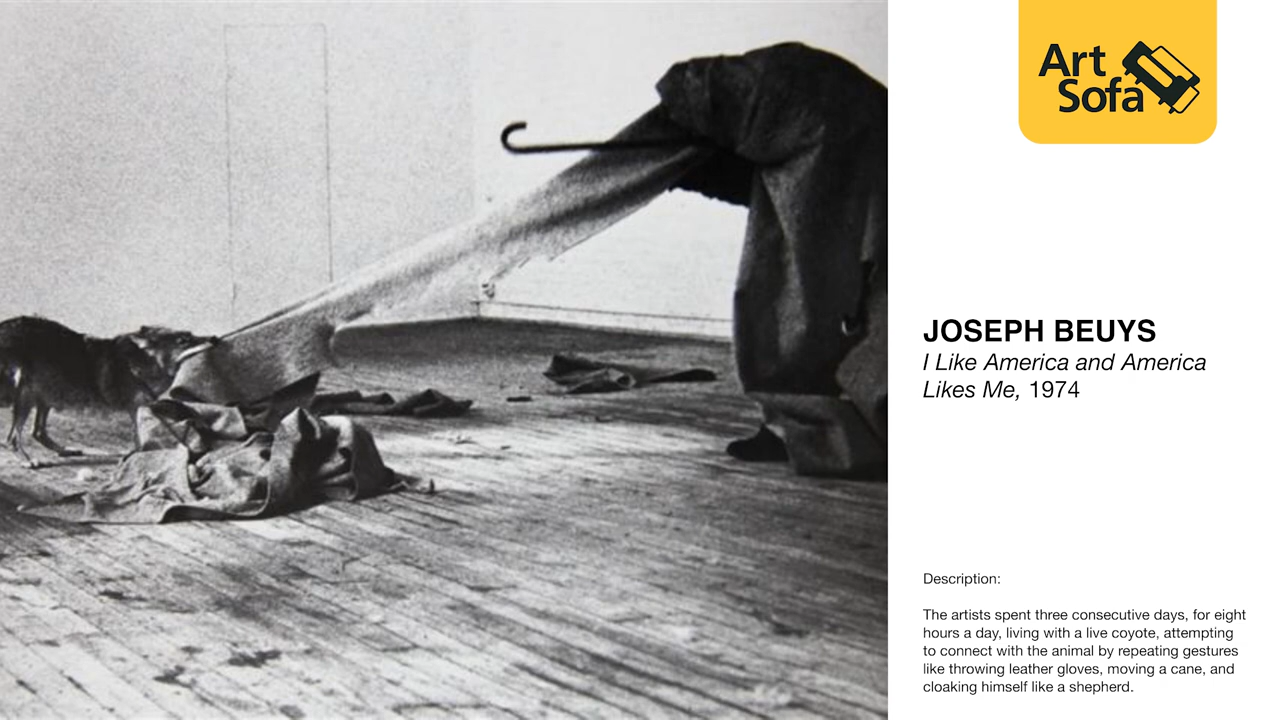 Art
Sofa
JOSEPH BEUYS
I Like America and America
Likes Me, 1974
Description:
The artists spent three consecutive days, for eight
hours a day, living with a live coyote, attempting
to connect with the animal by repeating gestures
like throwing leather gloves, moving a cane, and
cloaking himself like a shepherd.